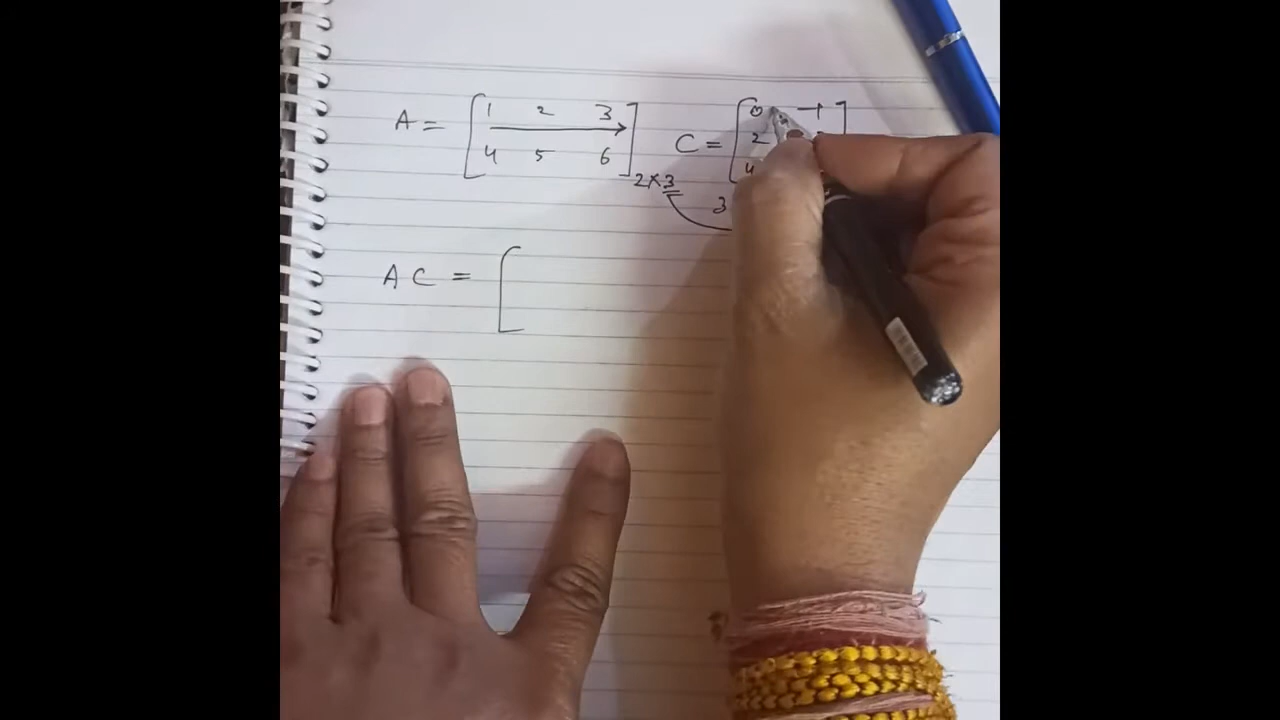 A = [ 1 2 3 ] C = [ 0 -1 ]
4 5 6 2
2×3 4
3
AC = [